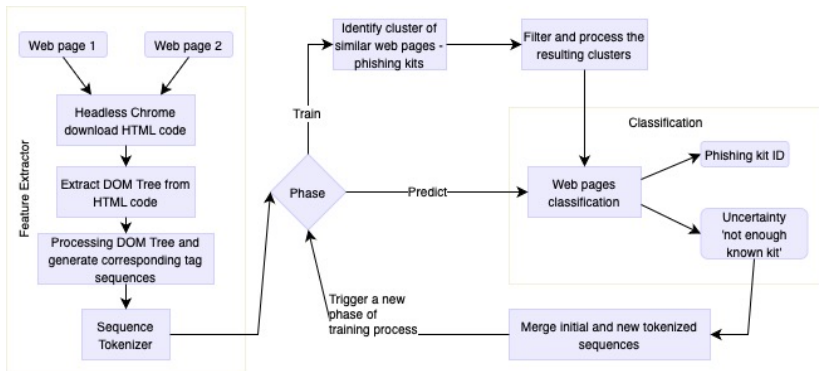 Web page 1
Web page 2
Headless Chrome
download HTML code
Extract DOM Tree from
HTML code
Processing DOM Tree and
generate corresponding tag
sequences
Sequence
Tokenizer
Feature Extractor
Identify cluster of
similar web pages -
phishing kits
Filter and process the
resulting clusters
Train
Phase
Predict
Classification
Web pages
classification
Phishing kit ID
Uncertainty
'not enough
known kit'
Trigger a new
phase of
training process
Merge initial and new tokenized
sequences